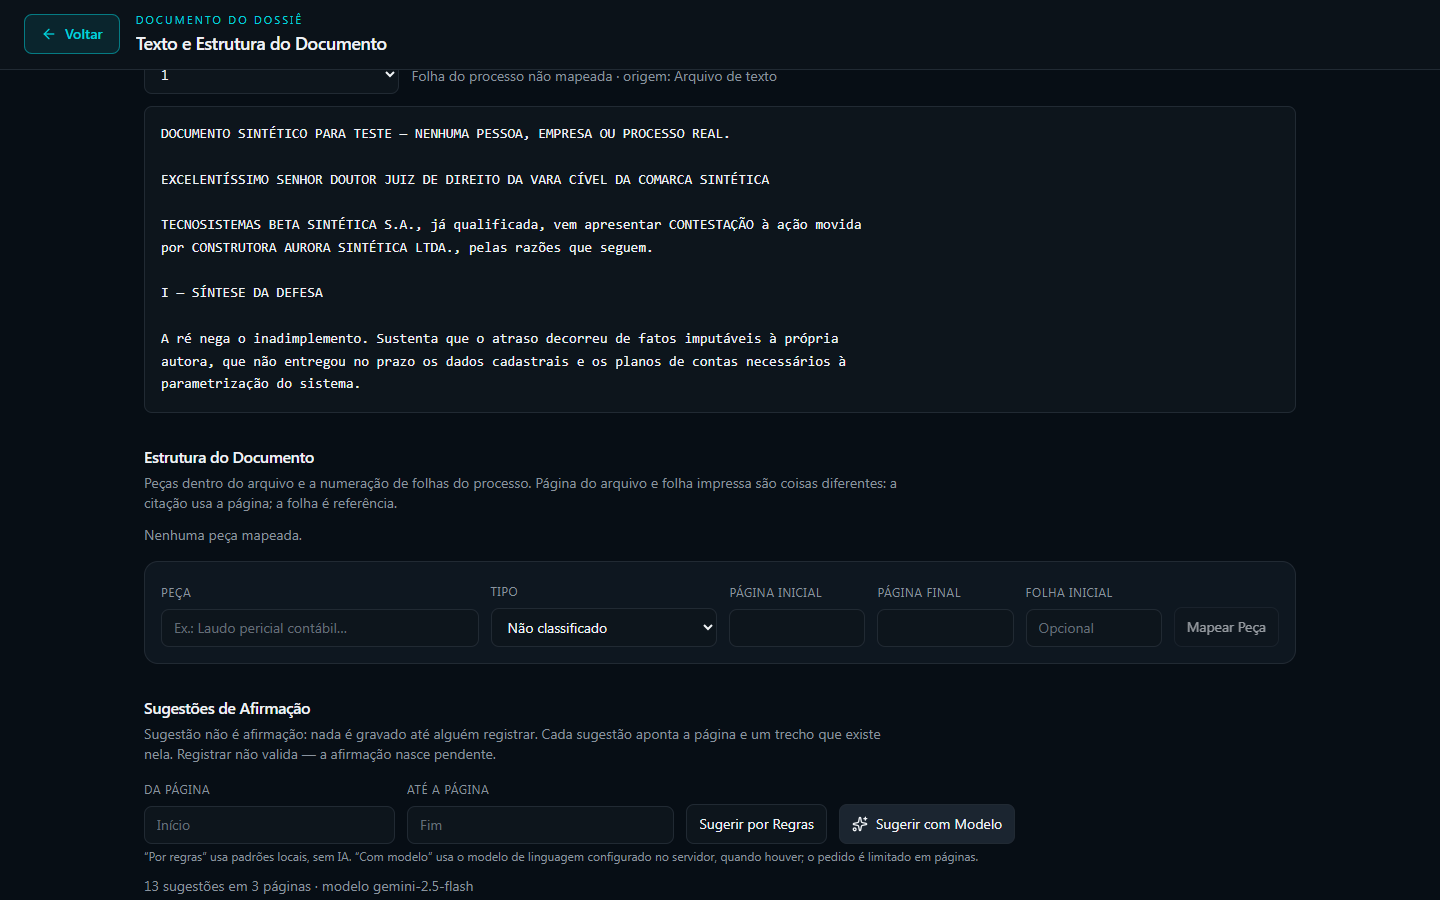 Voltar
DOCUMENTO DO DOSSIÊ
Texto e Estrutura do Documento
1
Folha do processo não mapeada · origem: Arquivo de texto
DOCUMENTO SINTÉTICO PARA TESTE — NENHUMA PESSOA, EMPRESA OU PROCESSO REAL.
EXCELENTÍSSIMO SENHOR DOUTOR JUIZ DE DIREITO DA VARA CÍVEL DA COMARCA SINTÉTICA
TECNOSISTEMAS BETA SINTÉTICA S.A., já qualificada, vem apresentar CONTESTAÇÃO à ação movida
por CONSTRUTORA AURORA SINTÉTICA LTDA., pelas razões que seguem.
I — SÍNTESE DA DEFESA
A ré nega o inadimplemento. Sustenta que o atraso decorreu de fatos imputáveis à própria
autora, que não entregou no prazo os dados cadastrais e os planos de contas necessários à
parametrização do sistema.
Estrutura do Documento
Peças dentro do arquivo e a numeração de folhas do processo. Página do arquivo e folha impressa são coisas diferentes: a
citação usa a página; a folha é referência.
Nenhuma peça mapeada.
PEÇA
TIPO
PÁGINA INICIAL
PÁGINA FINAL
FOLHA INICIAL
Ex.: Laudo pericial contábil...
Não classificado
Opcional
Mapear Peça
Sugestões de Afirmação
Sugestão não é afirmação: nada é gravado até alguém registrar. Cada sugestão aponta a página e um trecho que existe
nela. Registrar não valida — a afirmação nasce pendente.
DA PÁGINA
ATÉ A PÁGINA
Início
Fim
Sugerir por Regras
Sugerir com Modelo
“Por regras” usa padrões locais, sem IA. “Com modelo” usa o modelo de linguagem configurado no servidor, quando houver; o pedido é limitado em páginas.
13 sugestões em 3 páginas · modelo gemini-2.5-flash